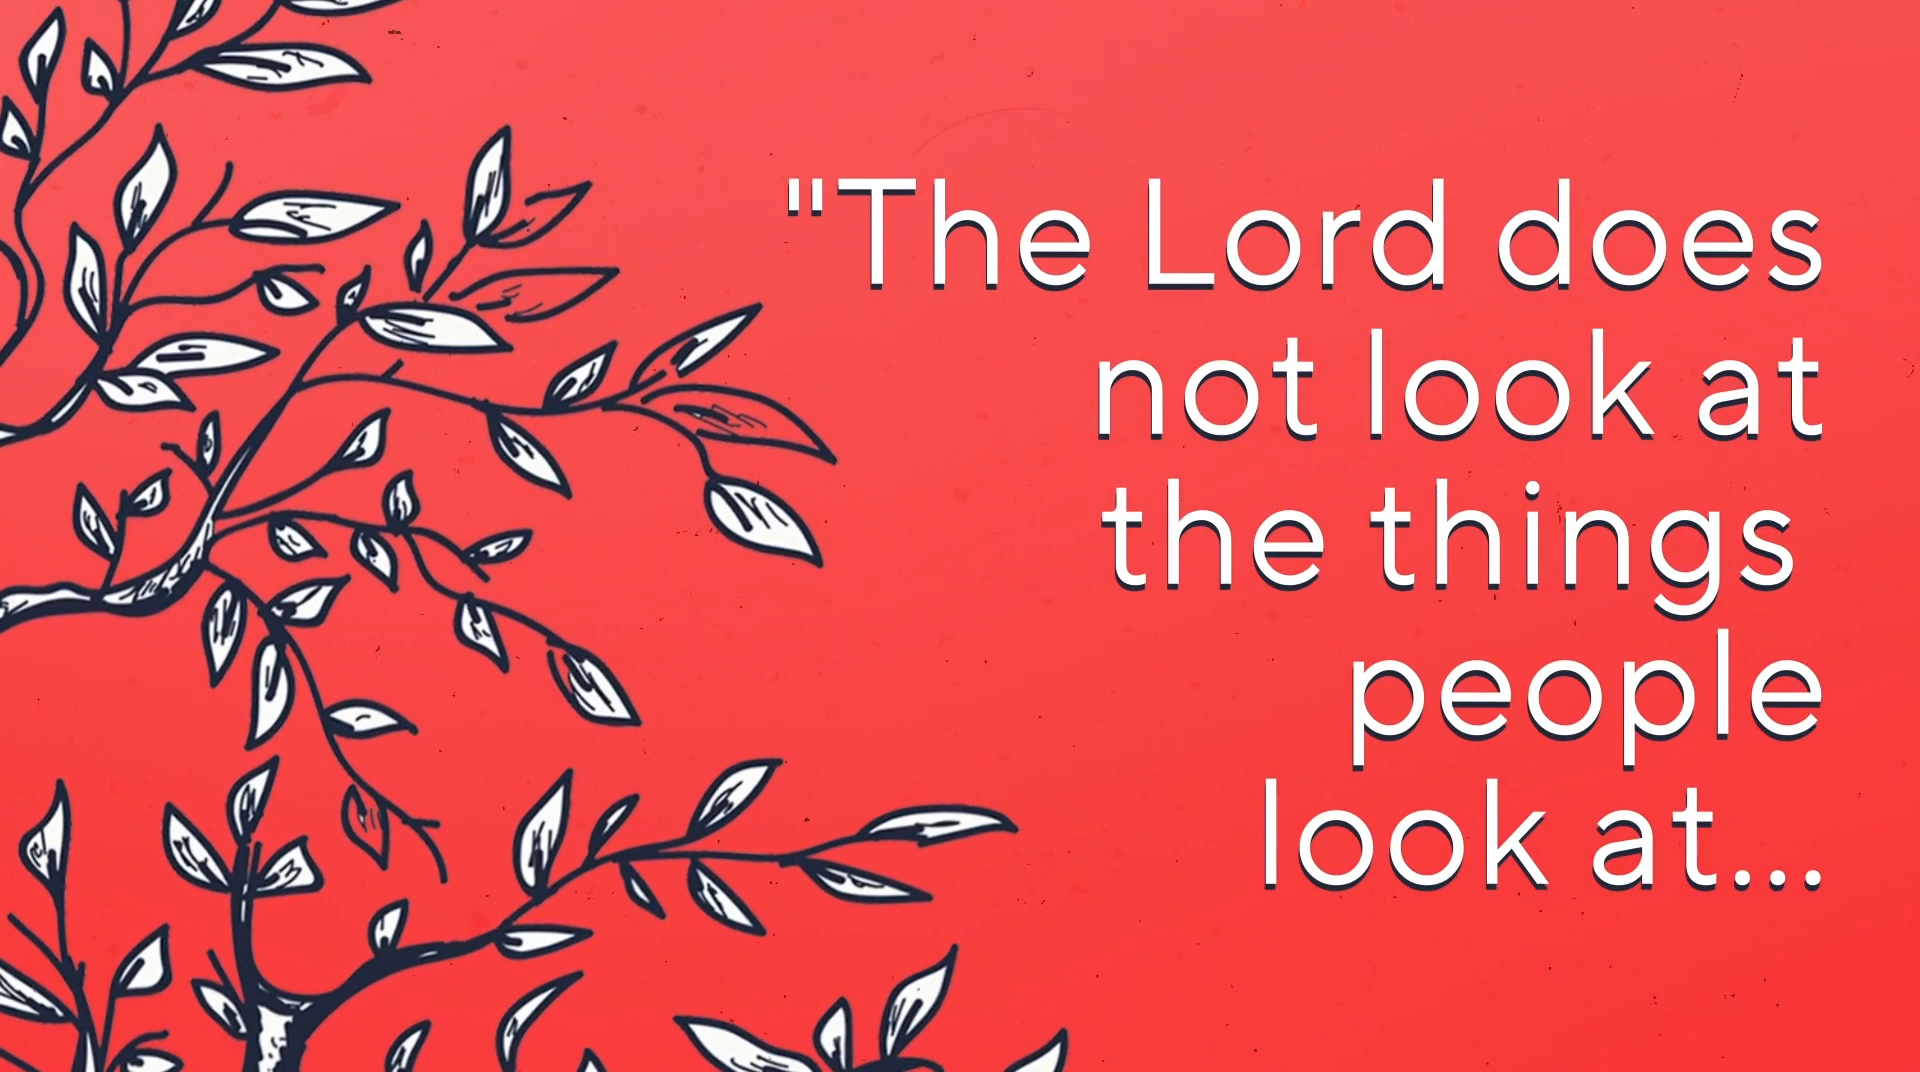 "The Lord does
not look at
the things
people
look at...